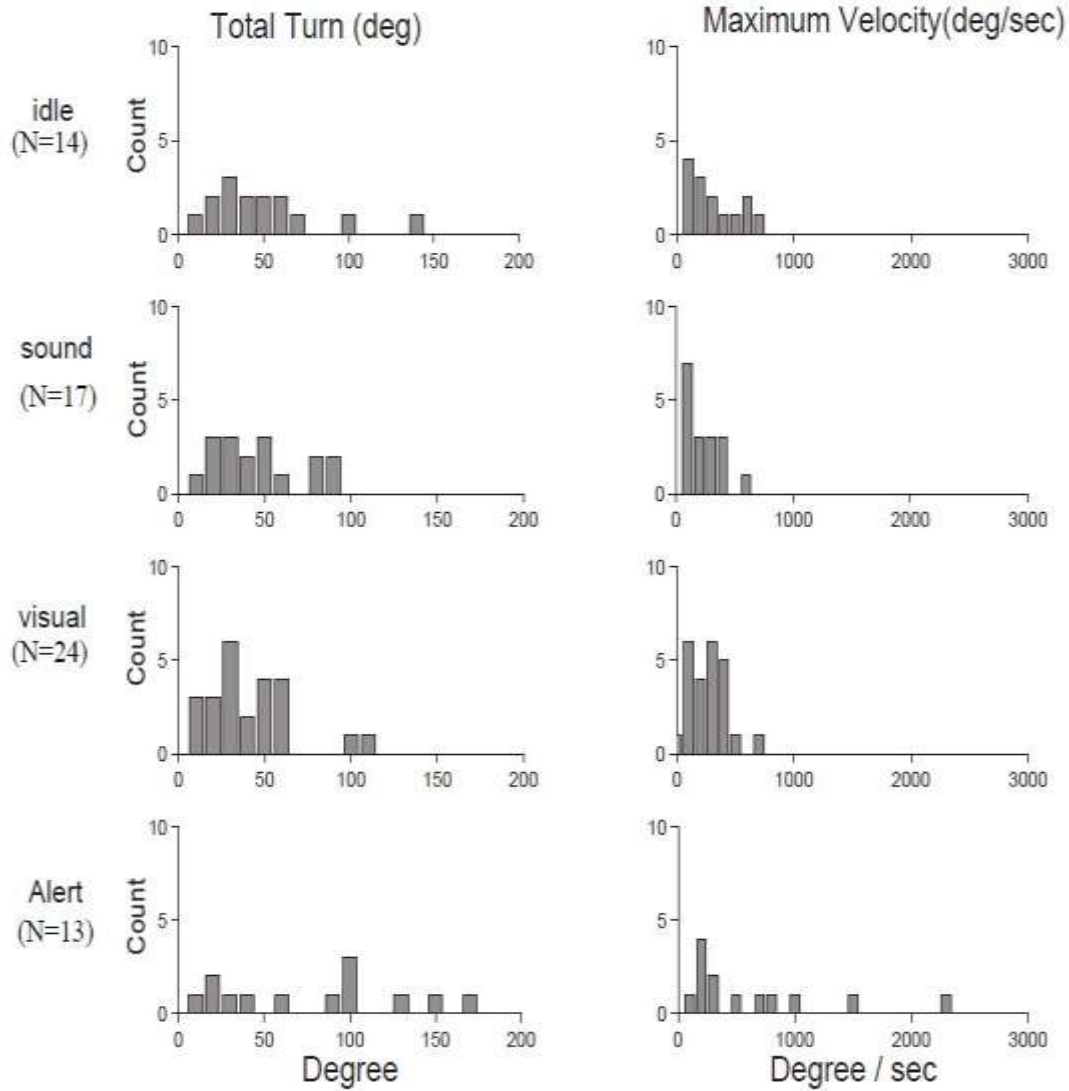 Total Turn (deg)
Maximum Velocity(deg/sec)
idle
(N=14)
Count
10
5
0
0 50 100 150 200
10
5
0
0 1000 2000 3000
sound
(N=17)
Count
10
5
0
0 50 100 150 200
10
5
0
0 1000 2000 3000
visual
(N=24)
Count
10
5
0
0 50 100 150 200
10
5
0
0 1000 2000 3000
Alert
(N=13)
Count
10
5
0
0 50 100 150 200
Degree
10
5
0
0 1000 2000 3000
Degree / sec